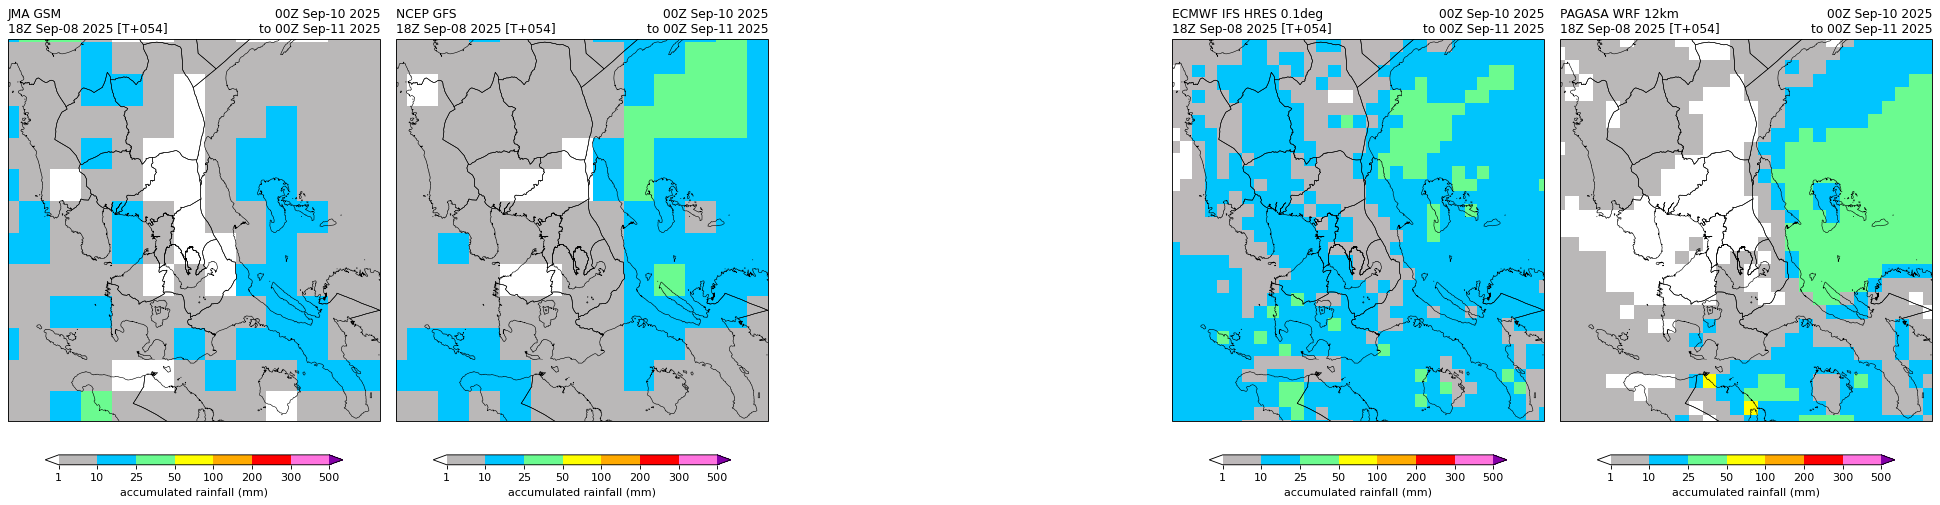 JMA GSM 00Z Sep-10 2025
18Z Sep-08 2025 [T+054] to 00Z Sep-11 2025
1 10 25 50 100 200 300 500
accumulated rainfall (mm)
NCEP GFS 00Z Sep-10 2025
18Z Sep-08 2025 [T+054] to 00Z Sep-11 2025
1 10 25 50 100 200 300 500
accumulated rainfall (mm)
ECMWF IFS HRES 0.1deg 00Z Sep-10 2025
18Z Sep-08 2025 [T+054] to 00Z Sep-11 2025
1 10 25 50 100 200 300 500
accumulated rainfall (mm)
PAGASA WRF 12km 00Z Sep-10 2025
18Z Sep-08 2025 [T+054] to 00Z Sep-11 2025
1 10 25 50 100 200 300 500
accumulated rainfall (mm)